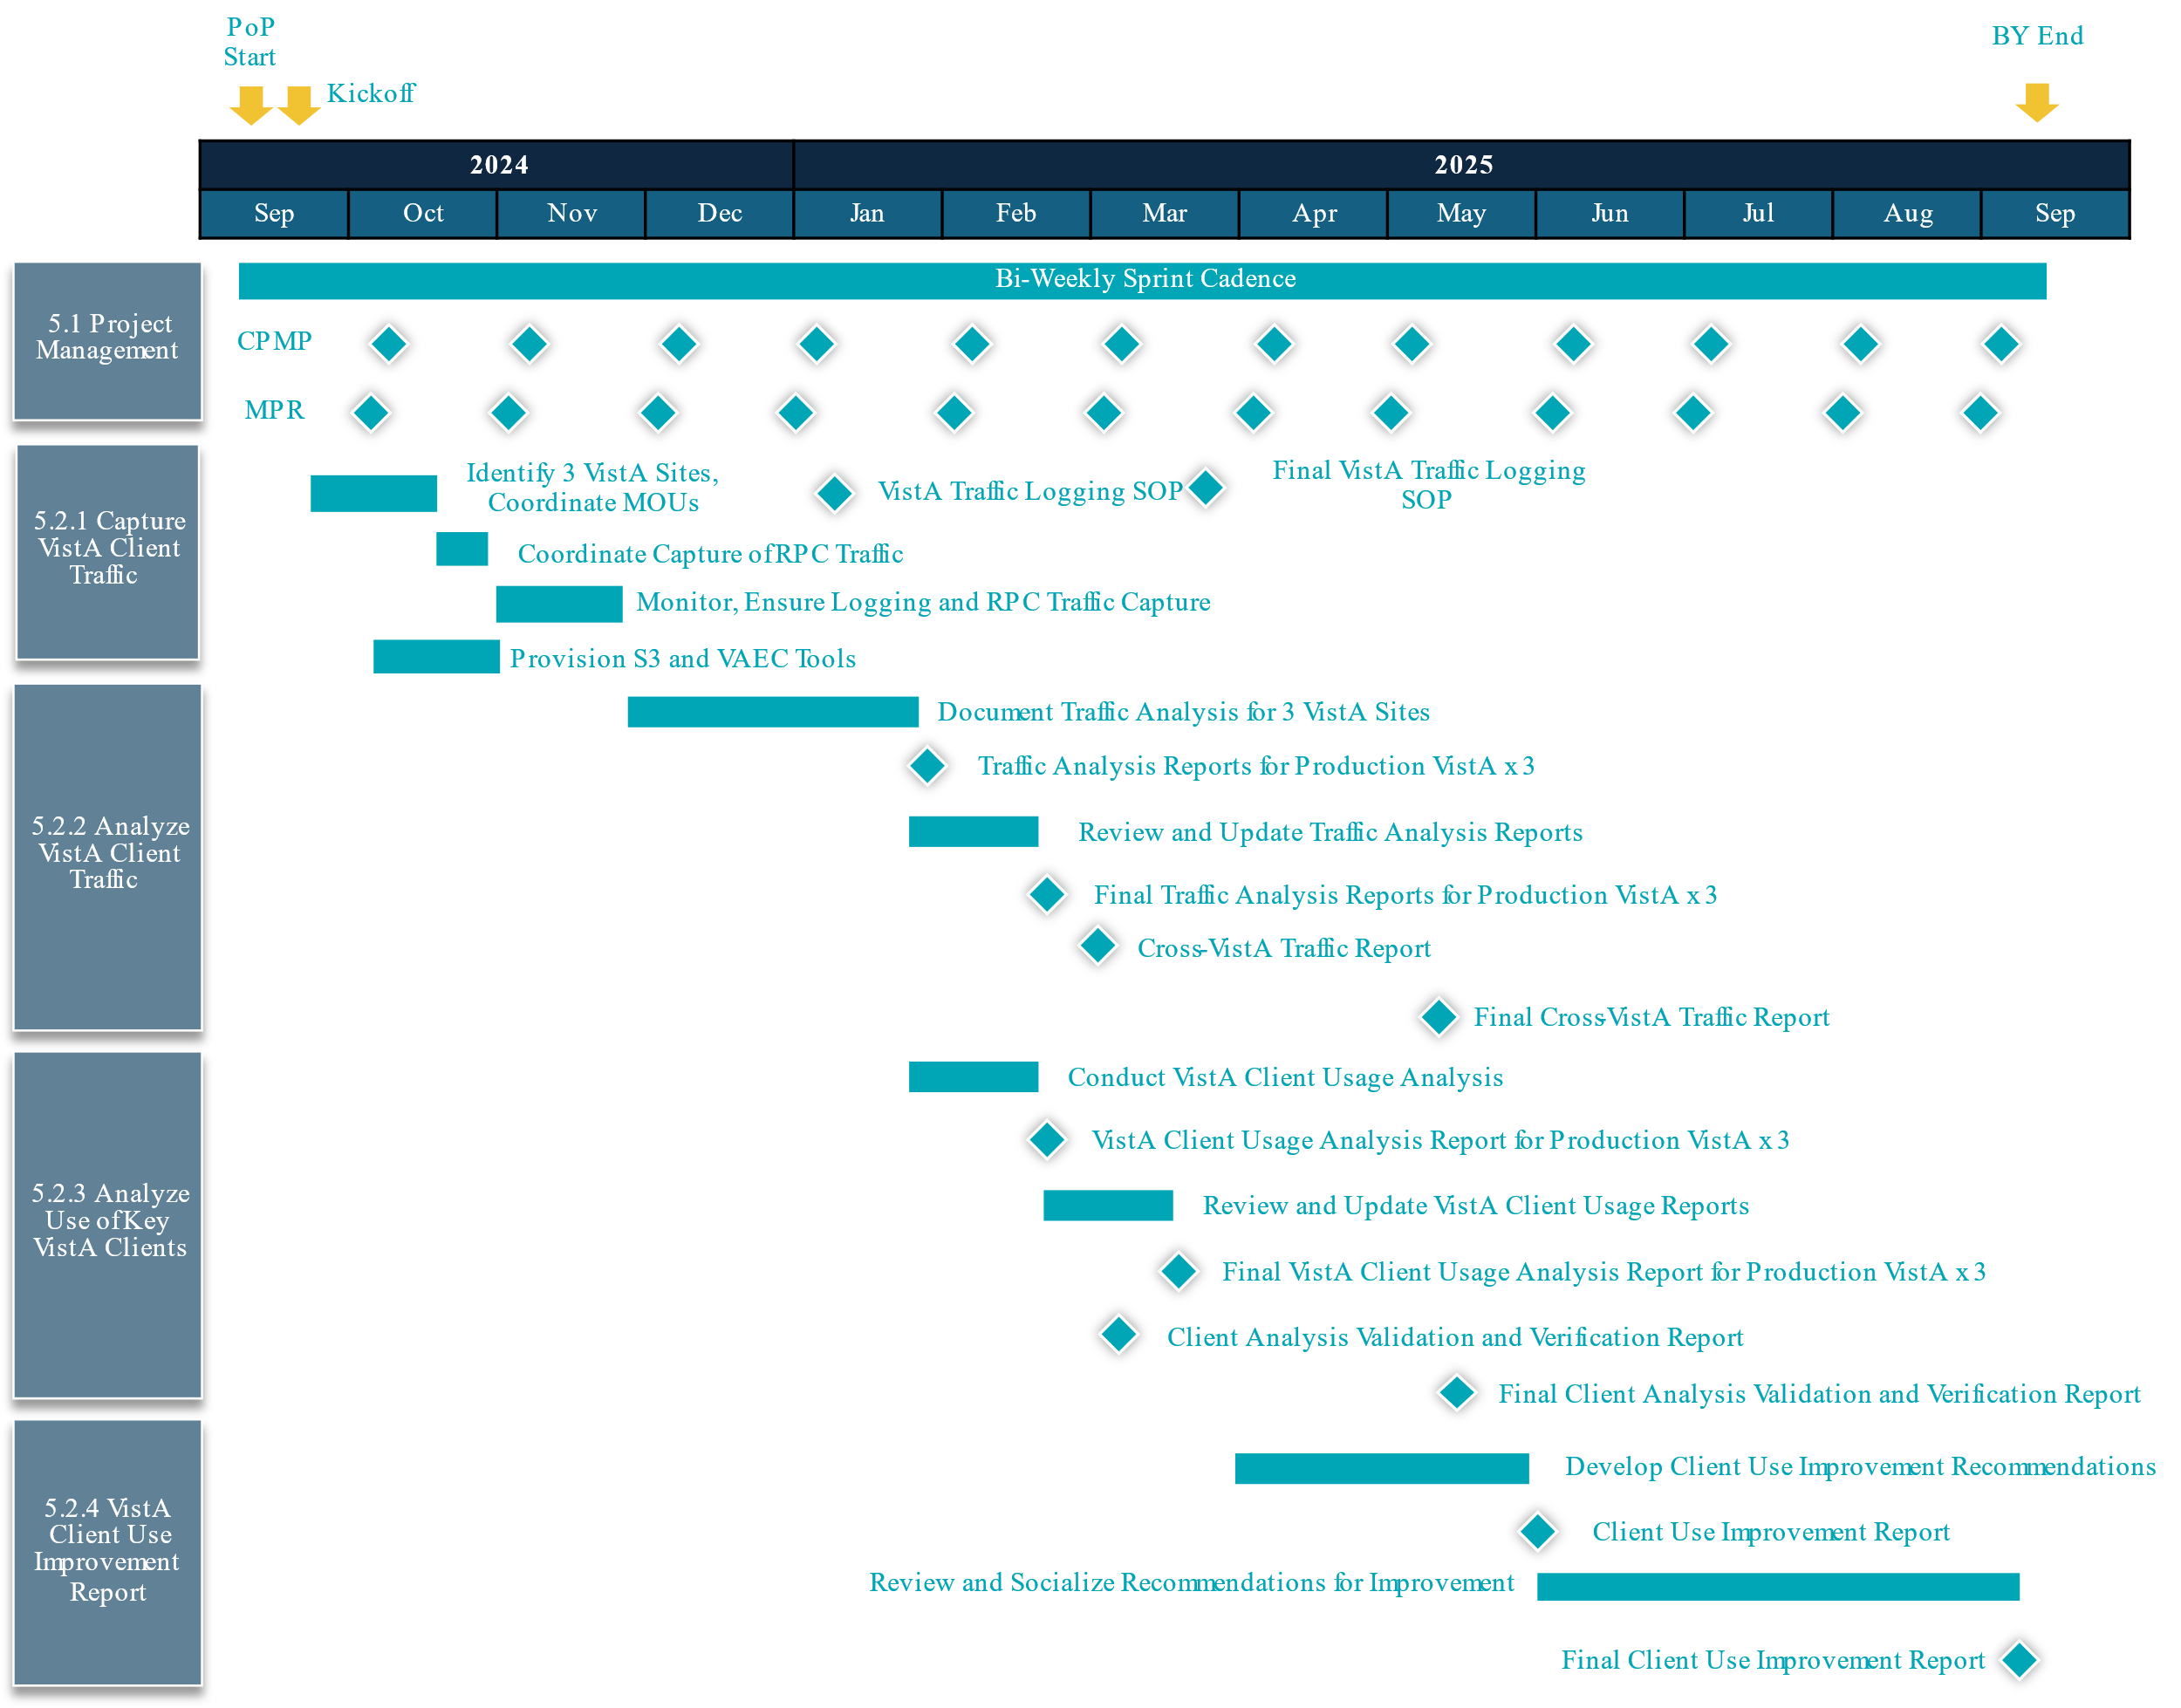 PoP
Start
Kickoff
BY End
2024
2025
Sep
Oct
Nov
Dec
Jan
Feb
Mar
Apr
May
Jun
Jul
Aug
Sep
5.1 Project
Management
Bi-Weekly Sprint Cadence
CPMP
MPR
5.2.1 Capture
VistA Client
Traffic
Identify 3 VistA Sites,
Coordinate MOUs
VistA Traffic Logging SOP
Final VistA Traffic Logging
SOP
Coordinate Capture of RPC Traffic
Monitor, Ensure Logging and RPC Traffic Capture
Provision S3 and VAEC Tools
5.2.2 Analyze
VistA Client
Traffic
Document Traffic Analysis for 3 VistA Sites
Traffic Analysis Reports for Production VistA x 3
Review and Update Traffic Analysis Reports
Final Traffic Analysis Reports for Production VistA x 3
Cross-VistA Traffic Report
Final Cross-VistA Traffic Report
5.2.3 Analyze
Use of Key
VistA Clients
Conduct VistA Client Usage Analysis
VistA Client Usage Analysis Report for Production VistA x 3
Review and Update VistA Client Usage Reports
Final VistA Client Usage Analysis Report for Production VistA x 3
Client Analysis Validation and Verification Report
Final Client Analysis Validation and Verification Report
5.2.4 VistA
Client Use
Improvement
Report
Develop Client Use Improvement Recommendations
Client Use Improvement Report
Review and Socialize Recommendations for Improvement
Final Client Use Improvement Report